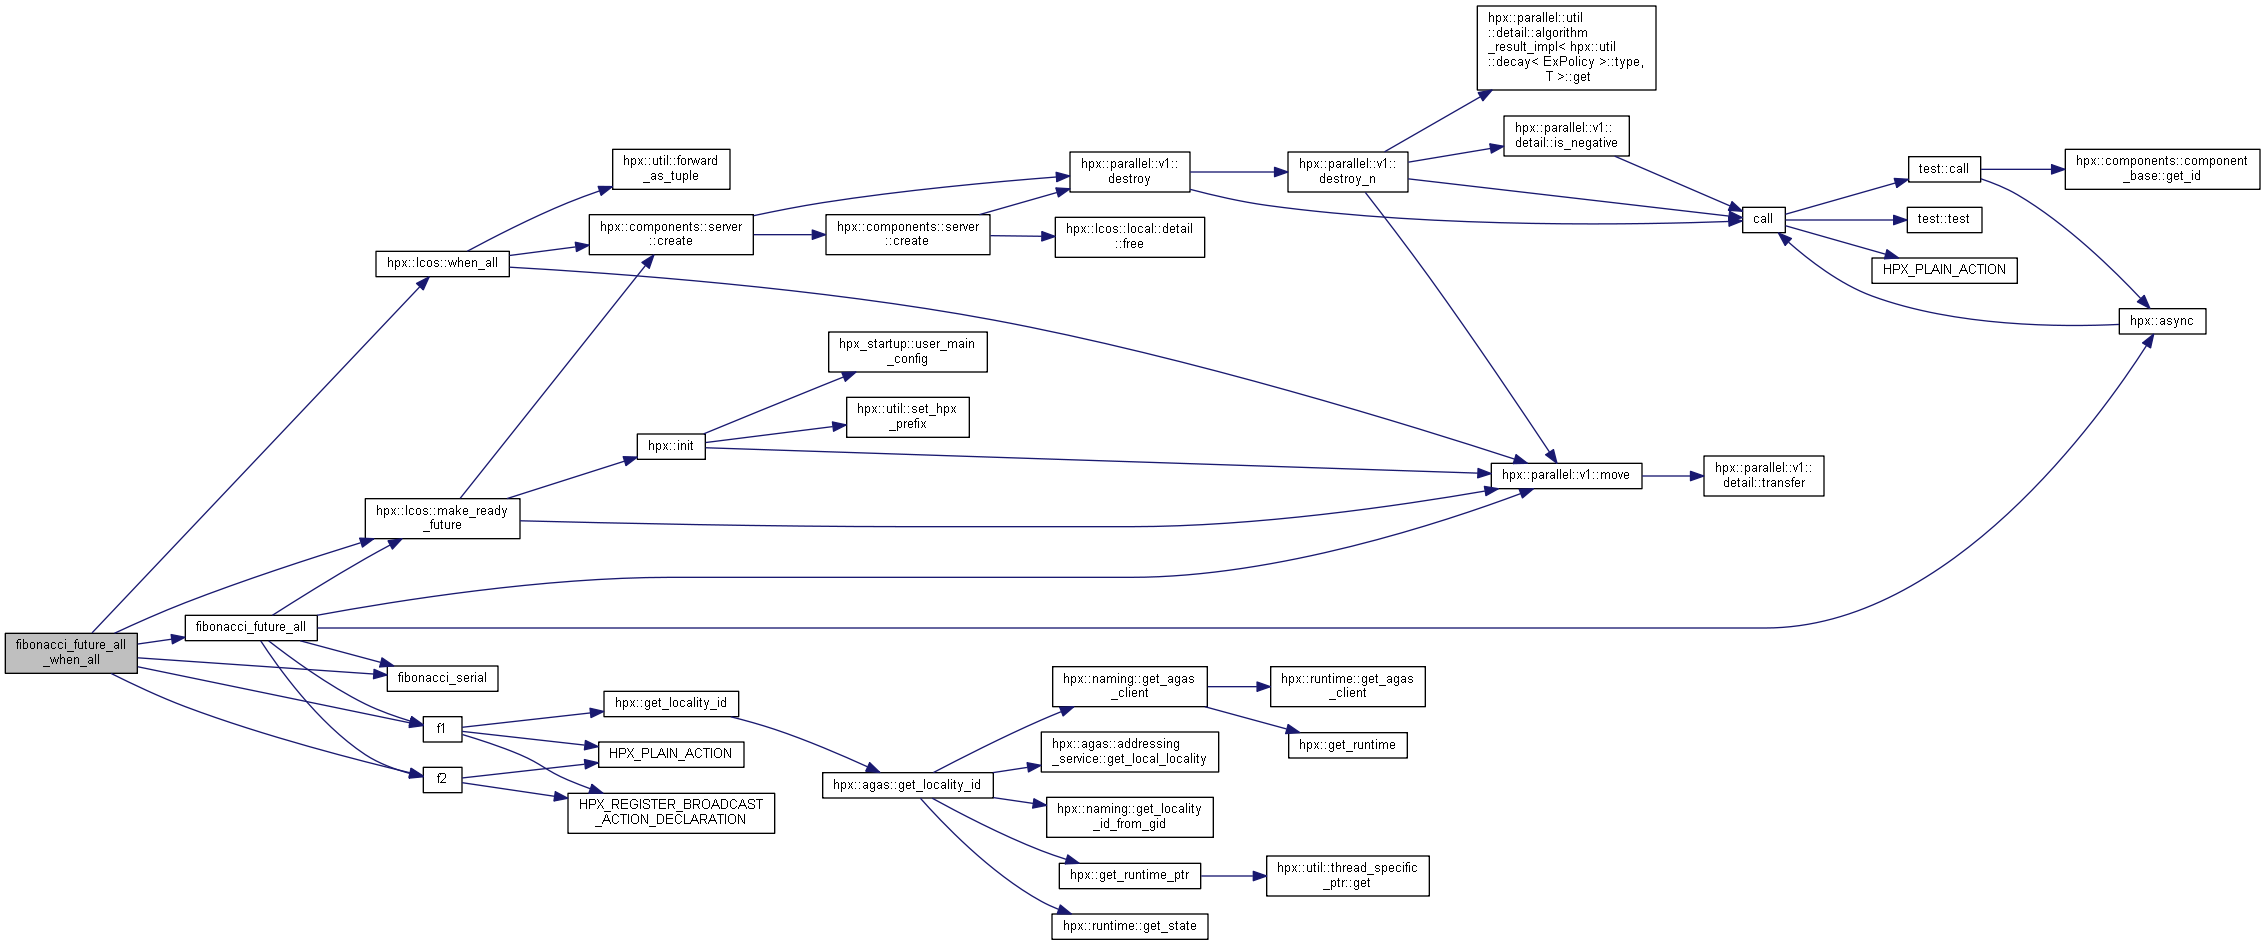 hpx::parallel::util
::detail::algorithm
_result_impl< hpx::util
::decay< ExPolicy >::type,
T >::get
hpx::parallel::v1::
detail::is_negative
hpx::util::forward
_as_tuple
hpx::parallel::v1::
destroy
hpx::parallel::v1::
destroy_n
test::call
hpx::components::component
_base::get_id
hpx::components::server
::create
hpx::components::server
::create
hpx::lcos::local::detail
::free
call
test::test
hpx::lcos::when_all
HPX_PLAIN_ACTION
hpx::async
hpx_startup::user_main
_config
hpx::util::set_hpx
_prefix
hpx::init
hpx::parallel::v1::move
hpx::parallel::v1::
detail::transfer
hpx::lcos::make_ready
_future
fibonacci_future_all
fibonacci_future_all
_when_all
fibonacci_serial
hpx::naming::get_agas
_client
hpx::runtime::get_agas
_client
hpx::get_locality_id
f1
hpx::get_runtime
HPX_PLAIN_ACTION
hpx::agas::addressing
_service::get_local_locality
f2
hpx::agas::get_locality_id
HPX_REGISTER_BROADCAST
_ACTION_DECLARATION
hpx::naming::get_locality
_id_from_gid
hpx::get_runtime_ptr
hpx::util::thread_specific
_ptr::get
hpx::runtime::get_state